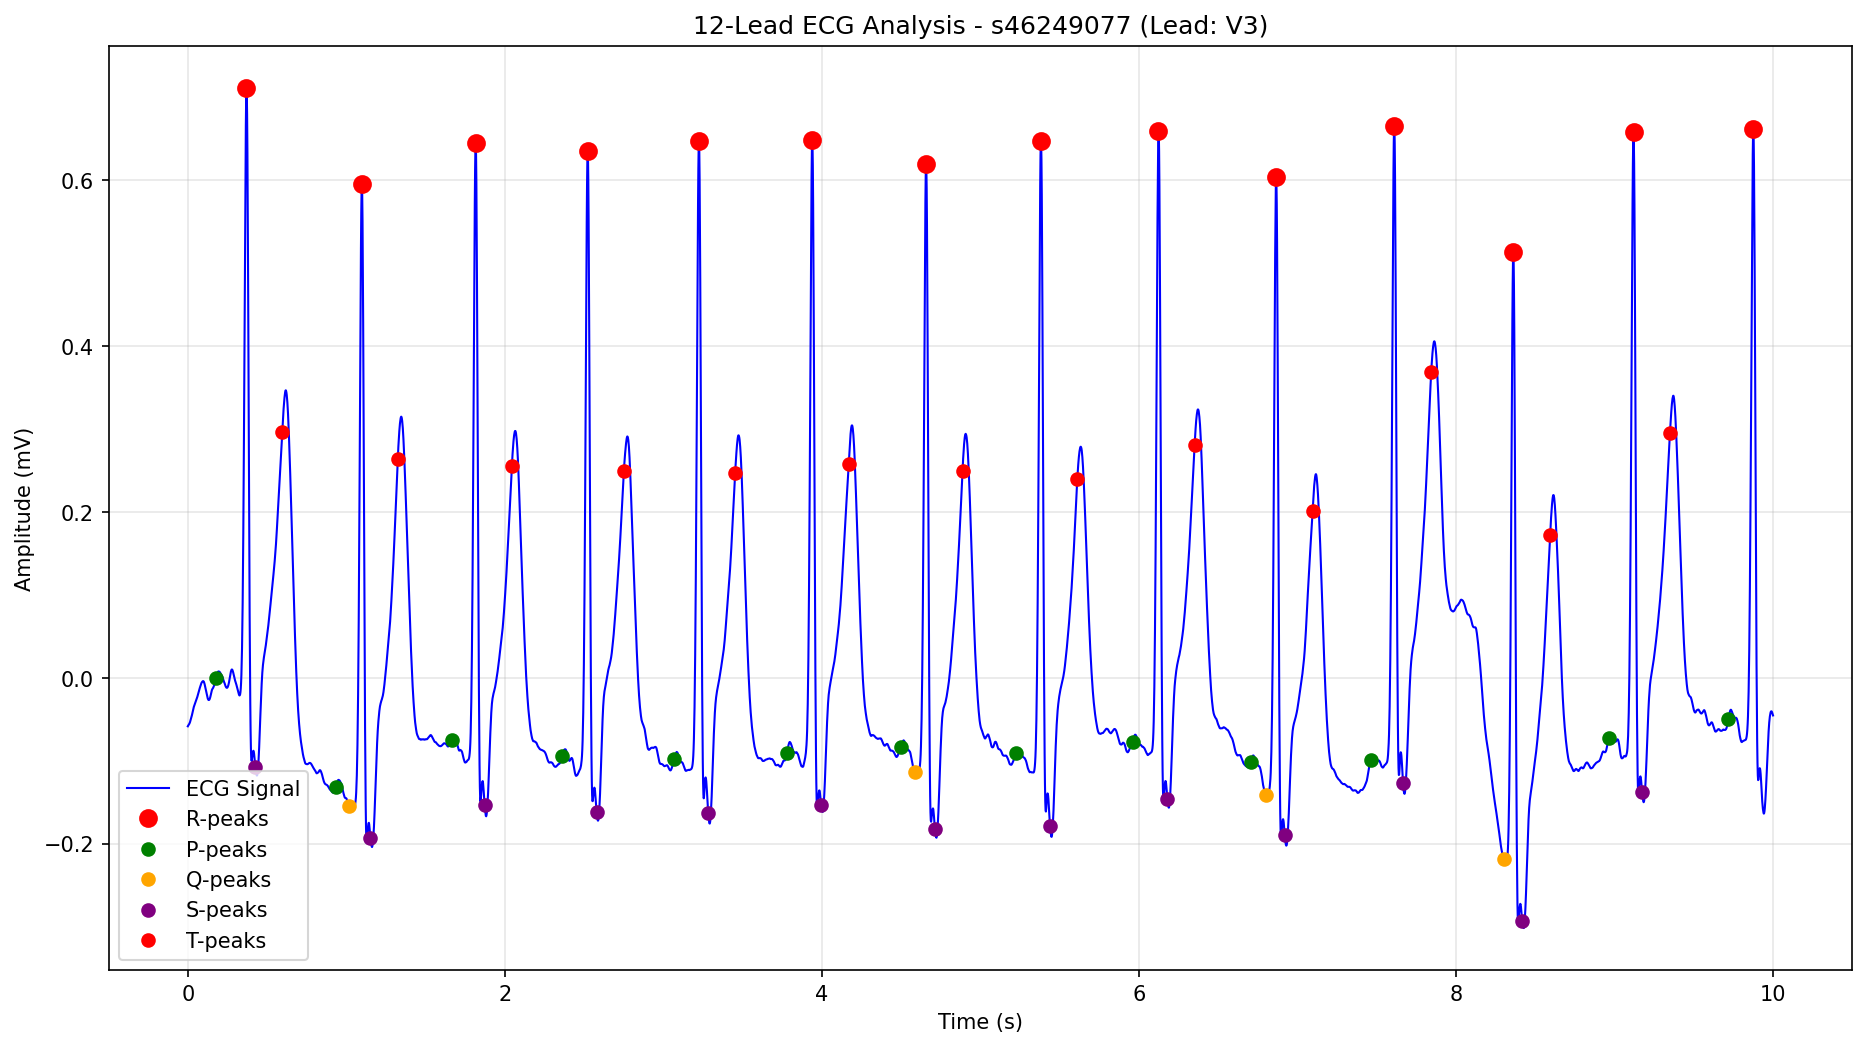 12-Lead ECG Analysis - s46249077 (Lead: V3)
Amplitude (mV)
0.6
0.4
0.2
0.0
−0.2
ECG Signal
R-peaks
P-peaks
Q-peaks
S-peaks
T-peaks
0 2 4 6 8 10
Time (s)